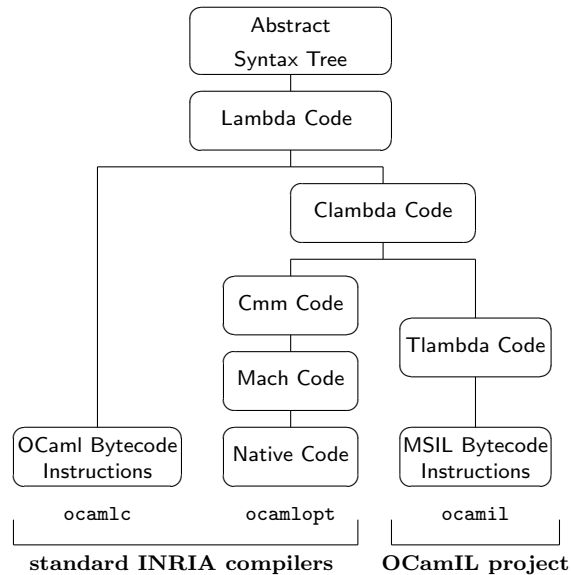 Abstract
Syntax Tree
Lambda Code
Clambda Code
Cmm Code
Tlambda Code
Mach Code
OCaml Bytecode
Instructions
Native Code
MSIL Bytecode
Instructions
ocamlc
ocamlopt
ocamil
standard INRIA compilers
OCamIL project